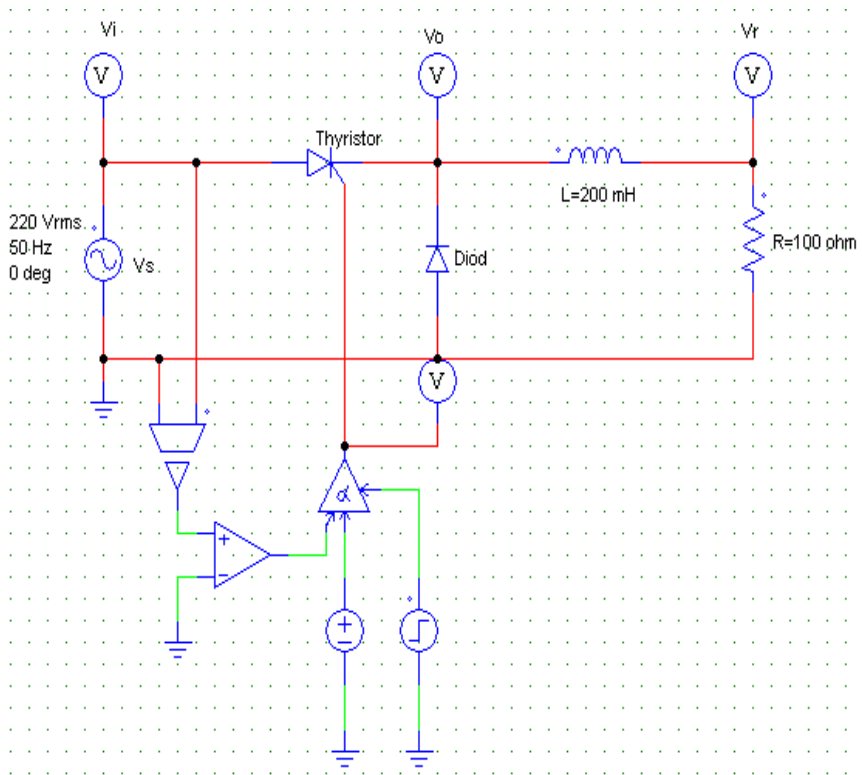 Vi
Vo
Vr
V
V
V
Thyristor
L=200 mH
220 Vrms
50 Hz
0 deg
Vs
Diod
R=100 ohm
V
α
+
-
+
-